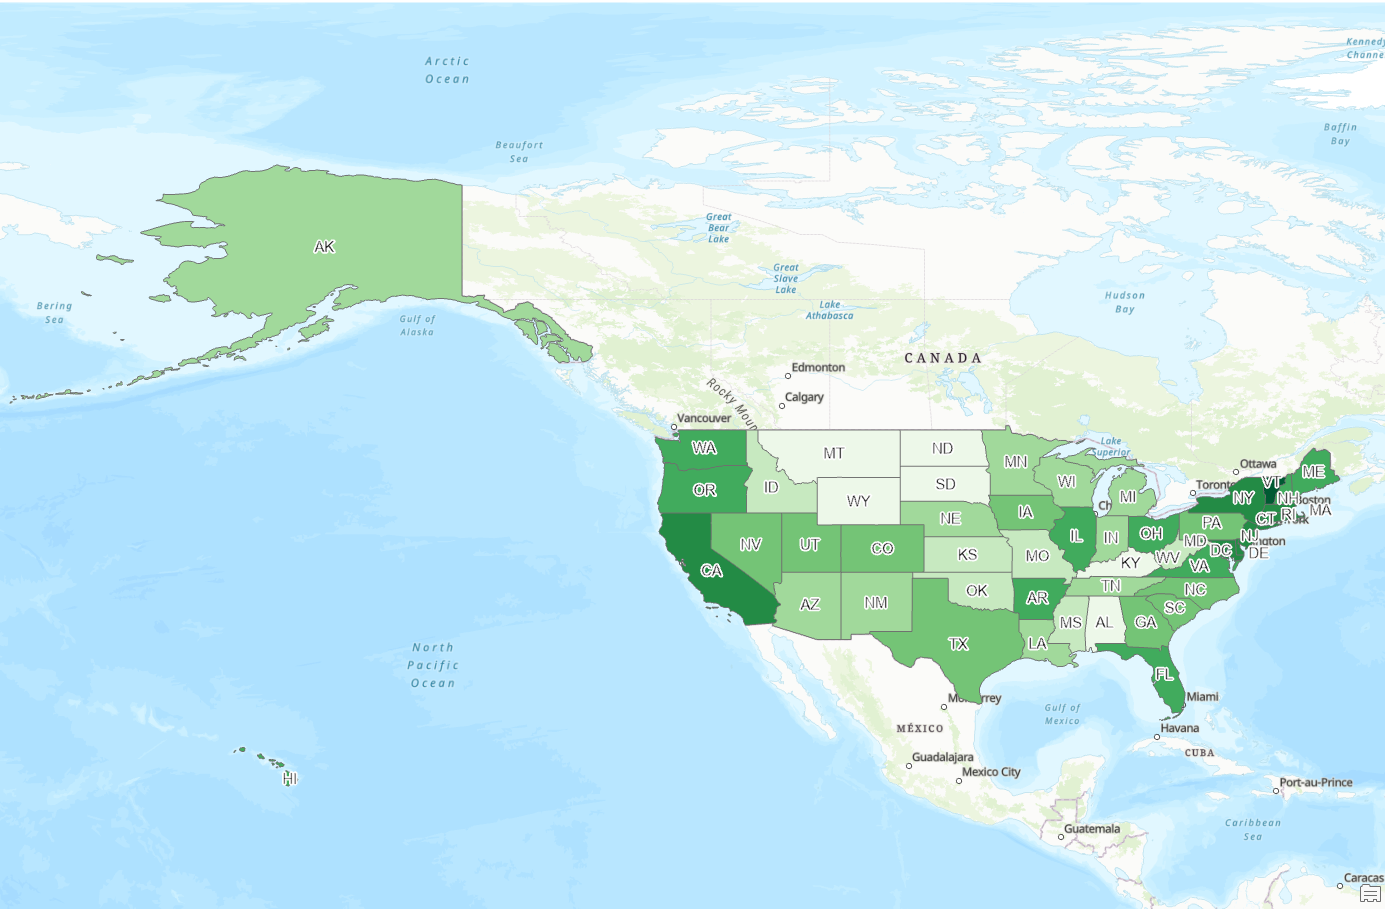 Kennedy
Channe
Arctic
Ocean
Baffin
Bay
Beaufort
Sea
Great
Bear
Lake
AK
Great
Slave
Lake
Hudson
Bay
Bering
Sea
Lake
Athabasca
Gulf of
Alaska
CANADA
Edmonton
Rocky Moun
Calgary
Vancouver
Lake
Superior
WA
MT
ND
MN
Ottawa
Toronto
VT
ME
OR
ID
SD
WI
MI
NY
NH
Boston
WY
NE
IA
Ch
CT
RI
MA
York
NV
UT
CO
KS
MO
IL
IN
OH
PA
NJ
MD
DC
ington
DE
CA
KY
WV
VA
AZ
NM
OK
AR
TN
NC
SC
TX
LA
MS
AL
GA
North
Pacific
Ocean
FL
Miami
Monterrey
Gulf of
Mexico
MÉXICO
Havana
CUBA
Guadalajara
Mexico City
HI
Port-au-Prince
Caribbean
Sea
Guatemala
Caracas